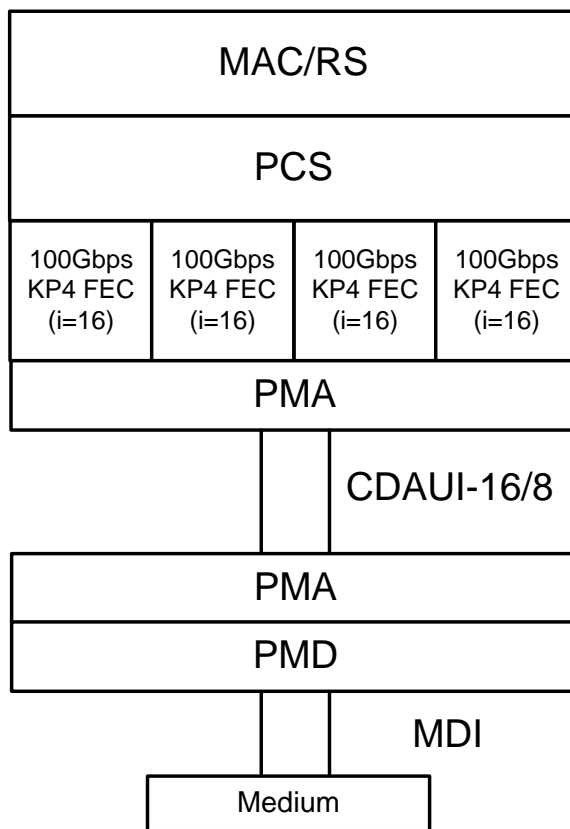 MAC/RS
PCS
100Gbps
KP4 FEC
(i=16)
100Gbps
KP4 FEC
(i=16)
100Gbps
KP4 FEC
(i=16)
100Gbps
KP4 FEC
(i=16)
PMA
CDAUI-16/8
PMA
PMD
MDI
Medium